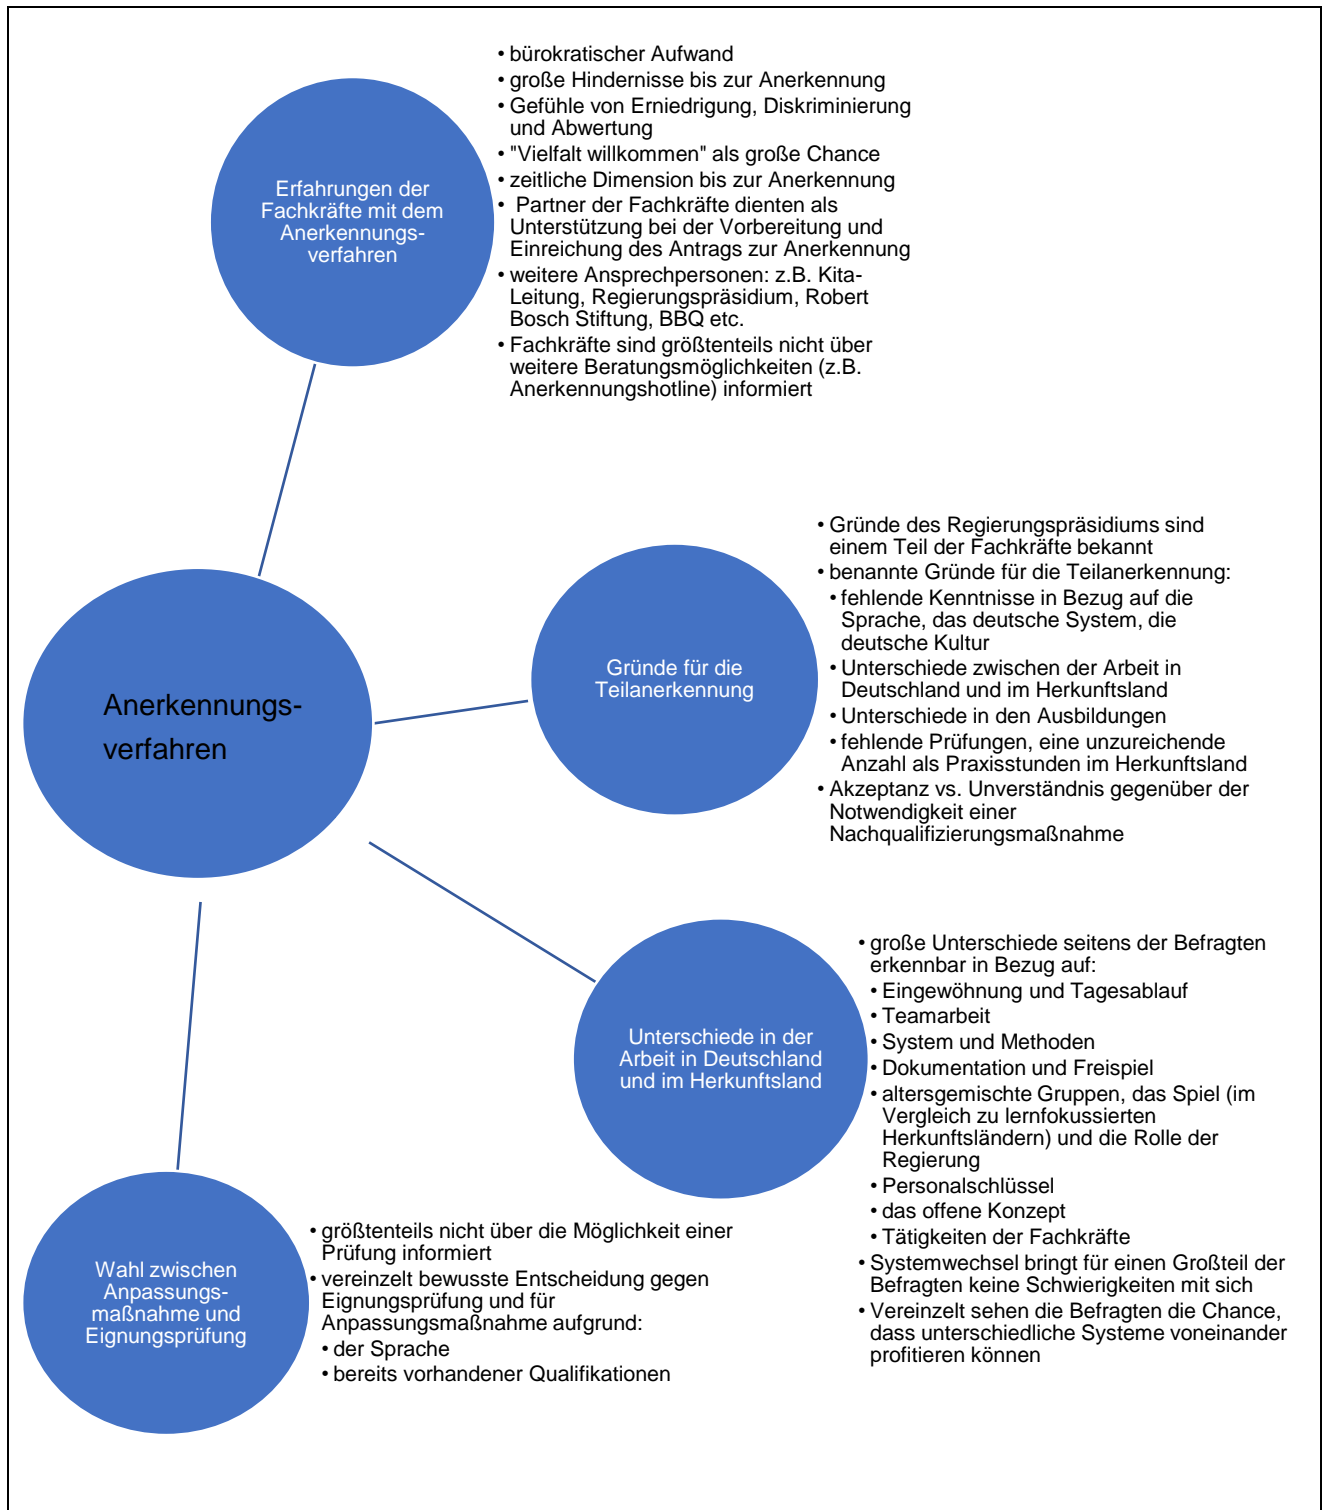 • bürokratischer Aufwand
• große Hindernisse bis zur Anerkennung
• Gefühle von Erniedrigung, Diskriminierung
und Abwertung
• "Vielfalt willkommen" als große Chance
• zeitliche Dimension bis zur Anerkennung
• Partner der Fachkräfte dienten als
Unterstützung bei der Vorbereitung und
Einreichung des Antrags zur Anerkennung
• weitere Ansprechpersonen: z.B. Kita-
Leitung, Regierungspräsidium, Robert
Bosch Stiftung, BBQ etc.
• Fachkräfte sind größtenteils nicht über
weitere Beratungsmöglichkeiten (z.B.
Anerkennungshotline) informiert
Erfahrungen der
Fachkräfte mit dem
Anerkennungs-
verfahren
• Gründe des Regierungspräsidiums sind
einem Teil der Fachkräfte bekannt
• benannte Gründe für die Teilanerkennung:
• fehlende Kenntnisse in Bezug auf die
Sprache, das deutsche System, die
deutsche Kultur
• Unterschiede zwischen der Arbeit in
Deutschland und im Herkunftsland
• Unterschiede in den Ausbildungen
• fehlende Prüfungen, eine unzureichende
Anzahl als Praxisstunden im Herkunftsland
• Akzeptanz vs. Unverständnis gegenüber der
Notwendigkeit einer
Nachqualifizierungsmaßnahme
Gründe für die
Teilanerkennung
Anerkennungs-
verfahren
• große Unterschiede seitens der Befragten
erkennbar in Bezug auf:
• Eingewöhnung und Tagesablauf
• Teamarbeit
• System und Methoden
• Dokumentation und Freispiel
• altersgemischte Gruppen, das Spiel (im
Vergleich zu lernfokussierten
Herkunftsländern) und die Rolle der
Regierung
• Personalschlüssel
• das offene Konzept
• Tätigkeiten der Fachkräfte
• Systemwechsel bringt für einen Großteil der
Befragten keine Schwierigkeiten mit sich
• Vereinzelt sehen die Befragten die Chance,
dass unterschiedliche Systeme voneinander
profitieren können
Unterschiede in der
Arbeit in Deutschland
und im Herkunftsland
• größtenteils nicht über die Möglichkeit einer
Prüfung informiert
• vereinzelt bewusste Entscheidung gegen
Eignungsprüfung und für
Anpassungsmaßnahme aufgrund:
• der Sprache
• bereits vorhandener Qualifikationen
Wahl zwischen
Anpassungs-
maßnahme und
Eignungsprüfung